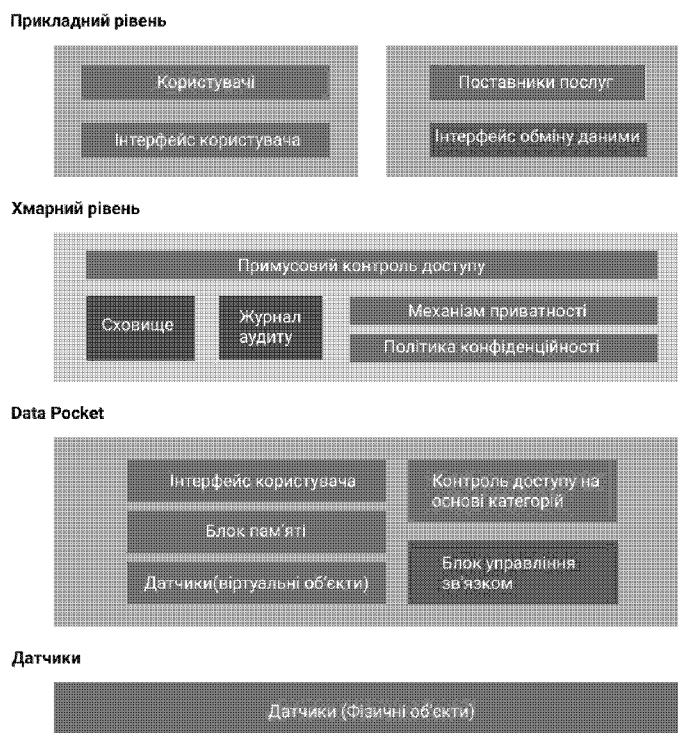 Прикладний рівень
Користувачі
Інтерфейс користувача
Поставники послуг
Інтерфейс обміну даними
Хмарний рівень
Примусовий контроль доступу
Сховище
Журнал
аудиту
Механізм приватності
Політика конфіденційності
Data Pocket
Інтерфейс користувача
Блок пам'яті
Датчики(віртуальні об'єкти)
Контроль доступу на
основі категорій
Блок управління
зв'язком
Датчики
Датчики (Фізичні об'єкти)